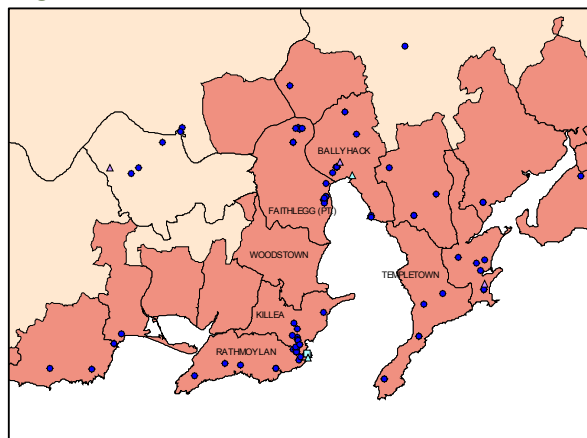 BALLYHACK
FAITHLEGG (PT.)
WOODSTOWN
TEMPLETOWN
KILLEA
RATHMOYLAN